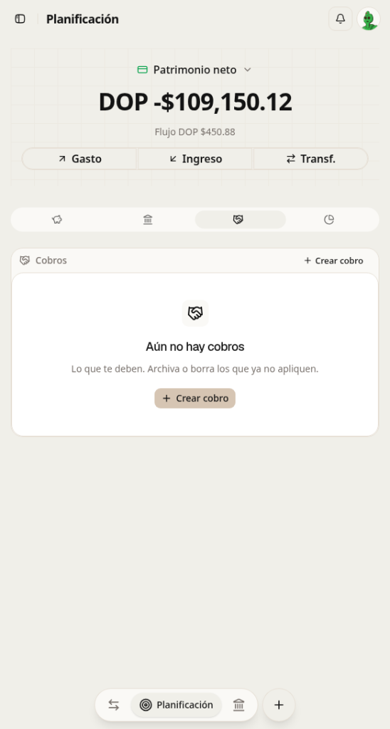 Planificación
Patrimonio neto
DOP -$109,150.12
Flujo DOP $450.88
Gasto
Ingreso
Transf.
Cobros
+ Crear cobro
Aún no hay cobros
Lo que te deben. Archiva o borra los que ya no apliquen.
+ Crear cobro
Planificación
+